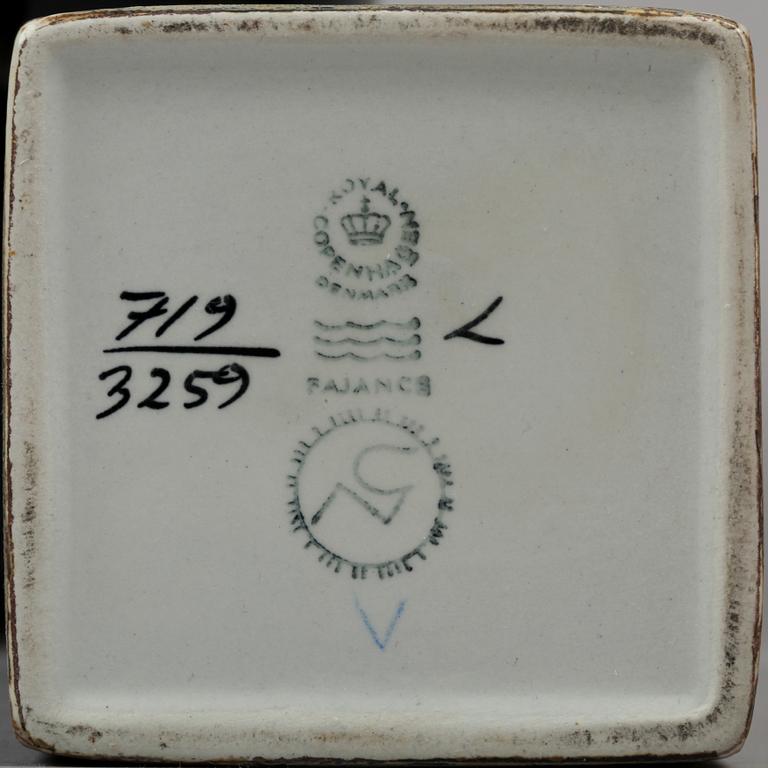 ROYAL
COPENHAGEN
DENMARK
719
3259
FAJANCE